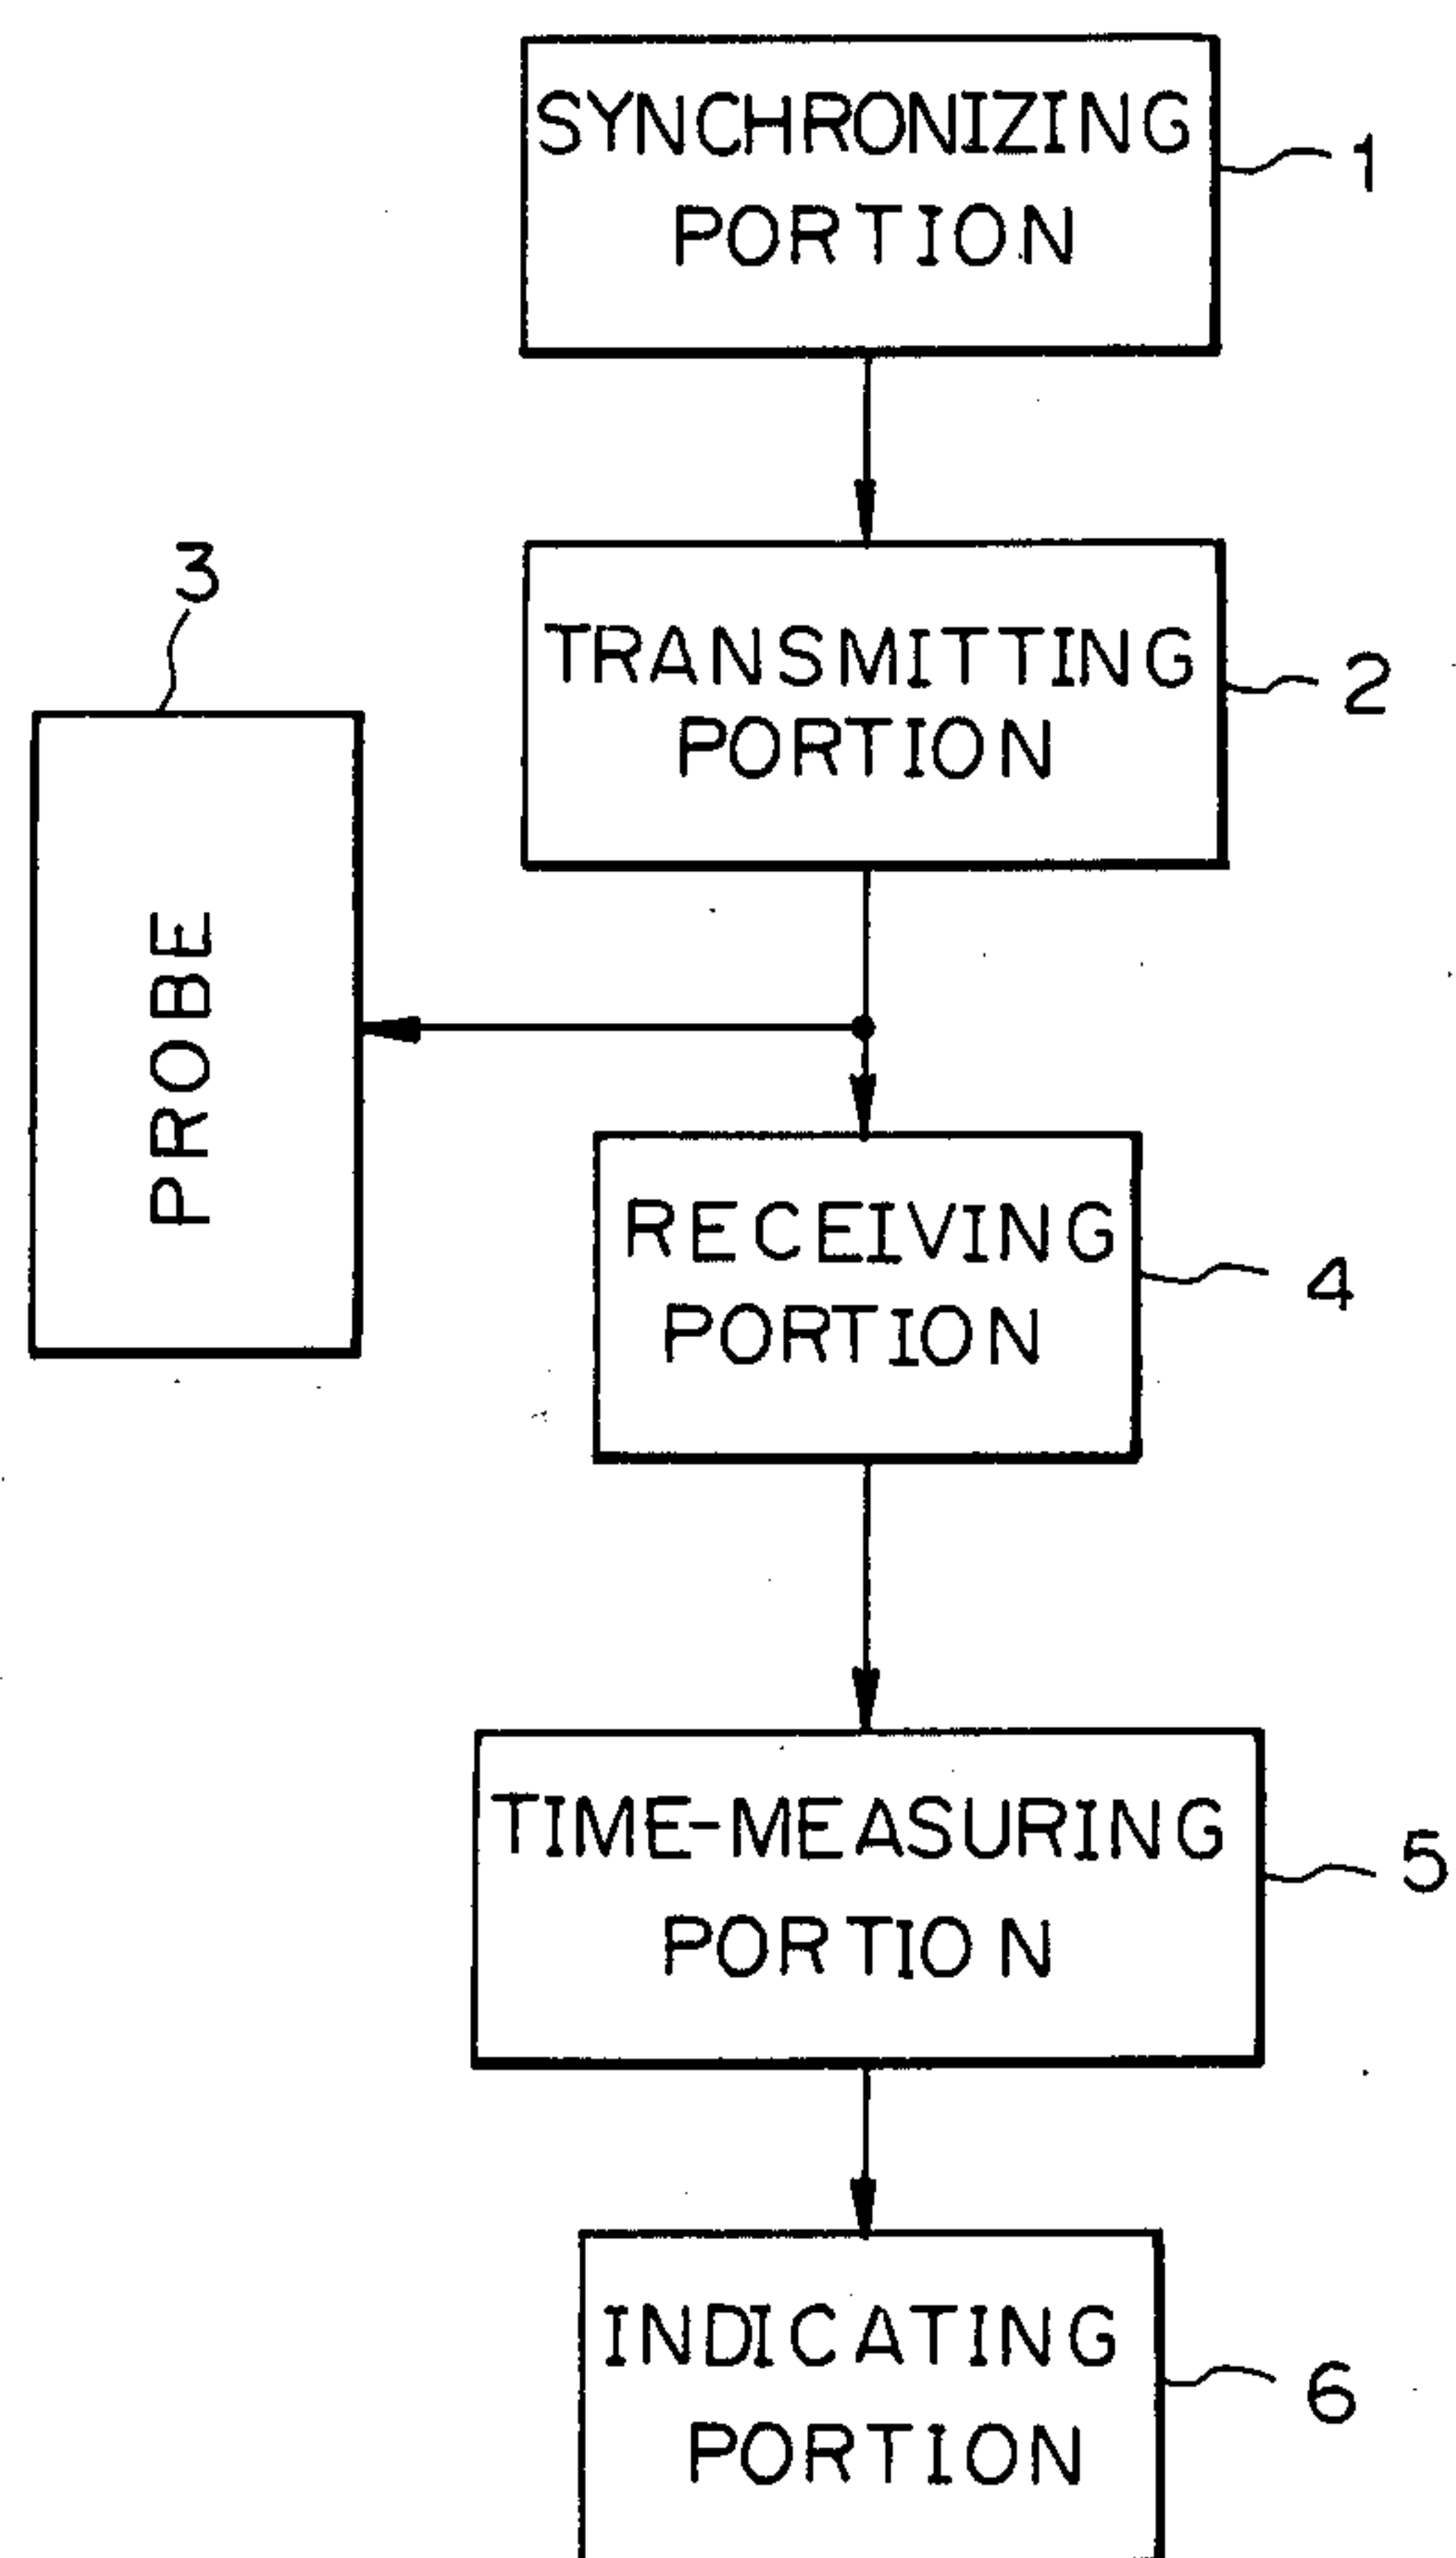 SYNCHRONIZING
PORTION
1
TRANSMITTING
PORTION
2
3
PROBE
RECEIVING
PORTION
4
TIME-MEASURING
PORTION
5
INDICATING
PORTION
6